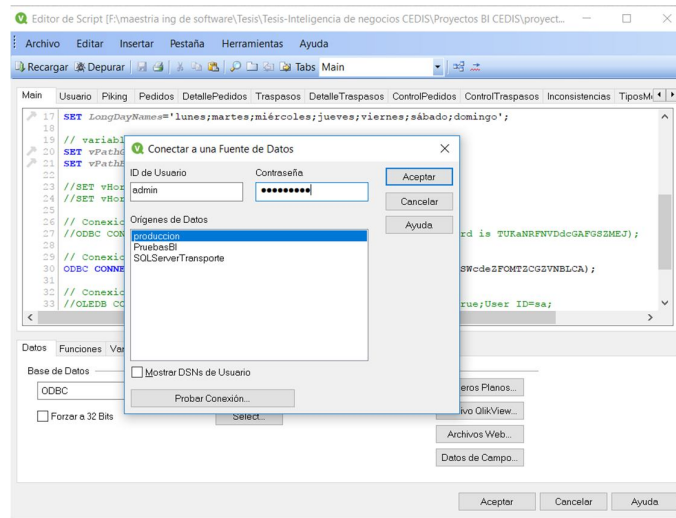 Editor de Script [F:\maestria ing de software\Tesis\Tesis-Inteligencia de negocios CEDIS\Proyectos BI CEDIS\proyect...
Archivo Editar Insertar Pestaña Herramientas Ayuda
Recargar Depurar Tabs Main
Main Usuario Piking Pedidos DetallePedidos Traspasos DetalleTraspasos ControlPedidos ControlTraspasos Inconsistencias
17 SET LongDayNames='lunes;martes;miércoles;jueves;viernes;sábado;domingo';
18
19 // variabl
20 SET
21 SET
22
23 //SET vHor
24 //SET vHor
25
26 // Conexic
27 //ODBC CON rd is TUKaNRFNVDdcGAFGSZMEJ);
28
29 // Conexic
30 ODBC CONNE SWcdeZFOMTZCGZVNBLCA);
31
32 // Conexic
33 //OLEDB CO rue;User ID=sa;
Conectar a una Fuente de Datos
ID de Usuario Contraseña
admin ●●●●●●●●●
Aceptar
Cancelar
Ayuda
Orígenes de Datos
produccion
PruebasBI
SQLServerTransporte
Mostrar DSNs de Usuario
Probar Conexión...
Datos Funciones Var
Base de Datos
ODBC
Forzar a 32 Bits
Select...
eros Planos...
ivo QlikView...
Archivos Web...
Datos de Campo...
Aceptar Cancelar Ayuda